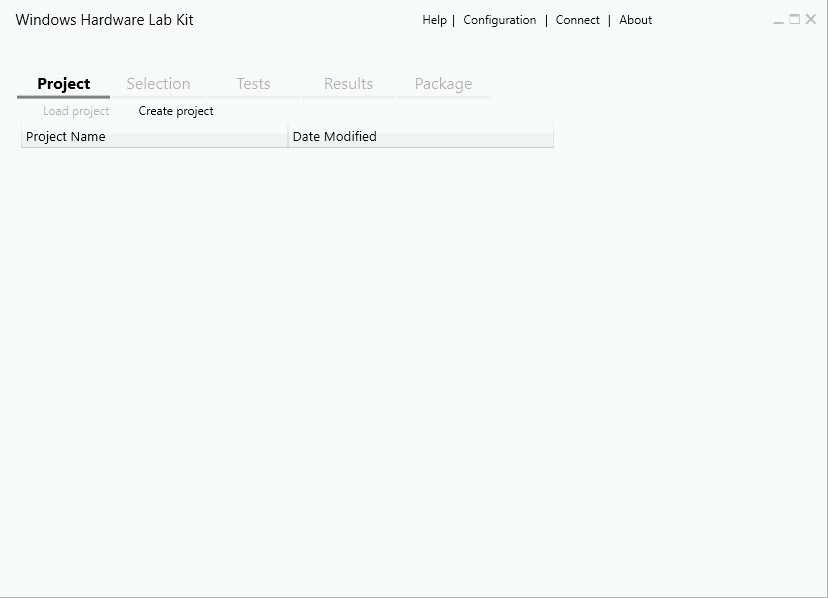 Windows Hardware Lab Kit
Help | Configuration | Connect | About
Project Selection Tests Results Package
Load project Create project
Project Name Date Modified